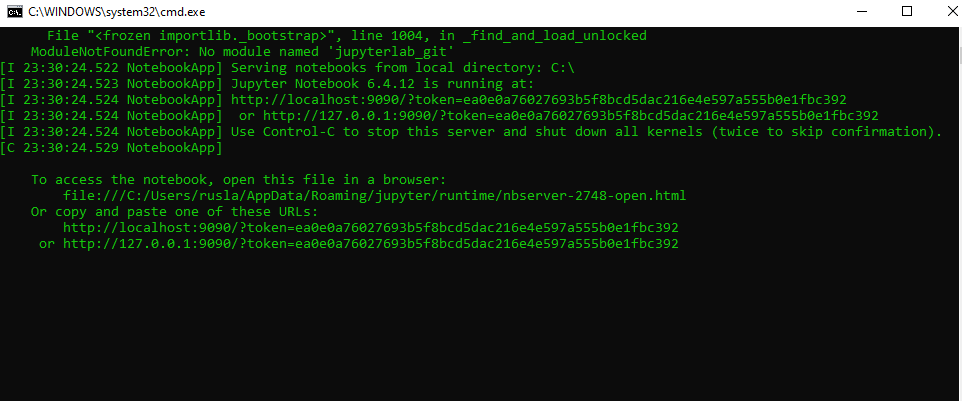 C:\WINDOWS\system32\cmd.exe
File "<frozen importlib._bootstrap>", line 1004, in _find_and_load_unlocked
ModuleNotFoundError: No module named 'jupyterlab_git'
[I 23:30:24.522 NotebookApp] Serving notebooks from local directory: C:\
[I 23:30:24.523 NotebookApp] Jupyter Notebook 6.4.12 is running at:
[I 23:30:24.524 NotebookApp] http://localhost:9090/?token=ea0e0a76027693b5f8bcd5dac216e4e597a555b0e1fbc392
[I 23:30:24.524 NotebookApp]  or http://127.0.0.1:9090/?token=ea0e0a76027693b5f8bcd5dac216e4e597a555b0e1fbc392
[I 23:30:24.524 NotebookApp] Use Control-C to stop this server and shut down all kernels (twice to skip confirmation).
[C 23:30:24.529 NotebookApp]
To access the notebook, open this file in a browser:
file:///C:/Users/rusla/AppData/Roaming/jupyter/runtime/nbserver-2748-open.html
Or copy and paste one of these URLs:
http://localhost:9090/?token=ea0e0a76027693b5f8bcd5dac216e4e597a555b0e1fbc392
or http://127.0.0.1:9090/?token=ea0e0a76027693b5f8bcd5dac216e4e597a555b0e1fbc392